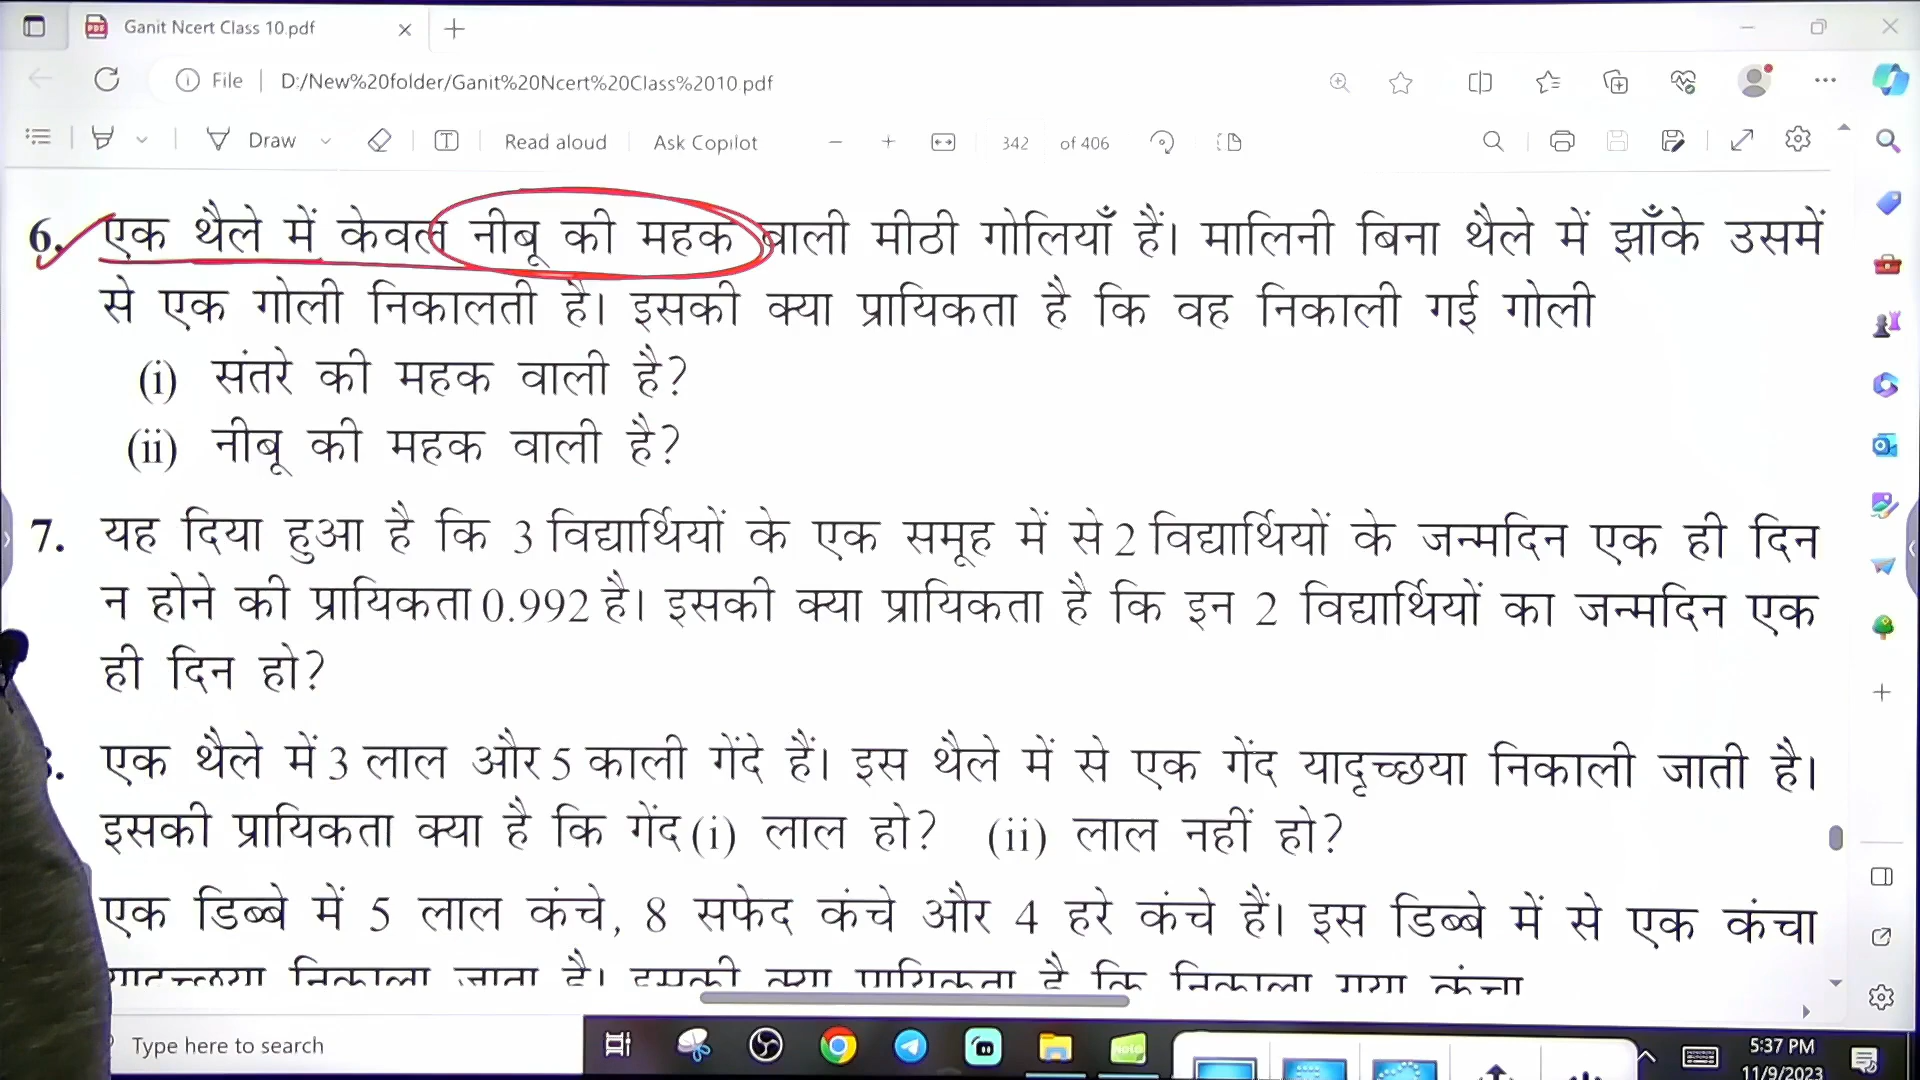 Ganit Ncert Class 10.pdf
File D:/New%20folder/Ganit%20Ncert%20Class%2010.pdf
Draw Read aloud Ask Copilot 342 of 406
6. एक थैले में केवल नीबू की महक वाली मीठी गोलियाँ हैं। मालिनी बिना थैले में झाँके उसमें
से एक गोली निकालती है। इसकी क्या प्रायिकता है कि वह निकाली गई गोली
(i) संतरे की महक वाली है?
(ii) नीबू की महक वाली है?
7. यह दिया हुआ है कि 3 विद्यार्थियों के एक समूह में से 2 विद्यार्थियों के जन्मदिन एक ही दिन
न होने की प्रायिकता 0.992 है। इसकी क्या प्रायिकता है कि इन 2 विद्यार्थियों का जन्मदिन एक
ही दिन हो?
एक थैले में 3 लाल और 5 काली गेंदे हैं। इस थैले में से एक गेंद यादृच्छया निकाली जाती है।
इसकी प्रायिकता क्या है कि गेंद (i) लाल हो? (ii) लाल नहीं हो?
एक डिब्बे में 5 लाल कंचे, 8 सफेद कंचे और 4 हरे कंचे हैं। इस डिब्बे में से एक कंचा
यादृच्छया निकाला जाता है। इसकी क्या प्रायिकता है कि निकाला गया कंचा
Type here to search
5:37 PM
11/9/2023